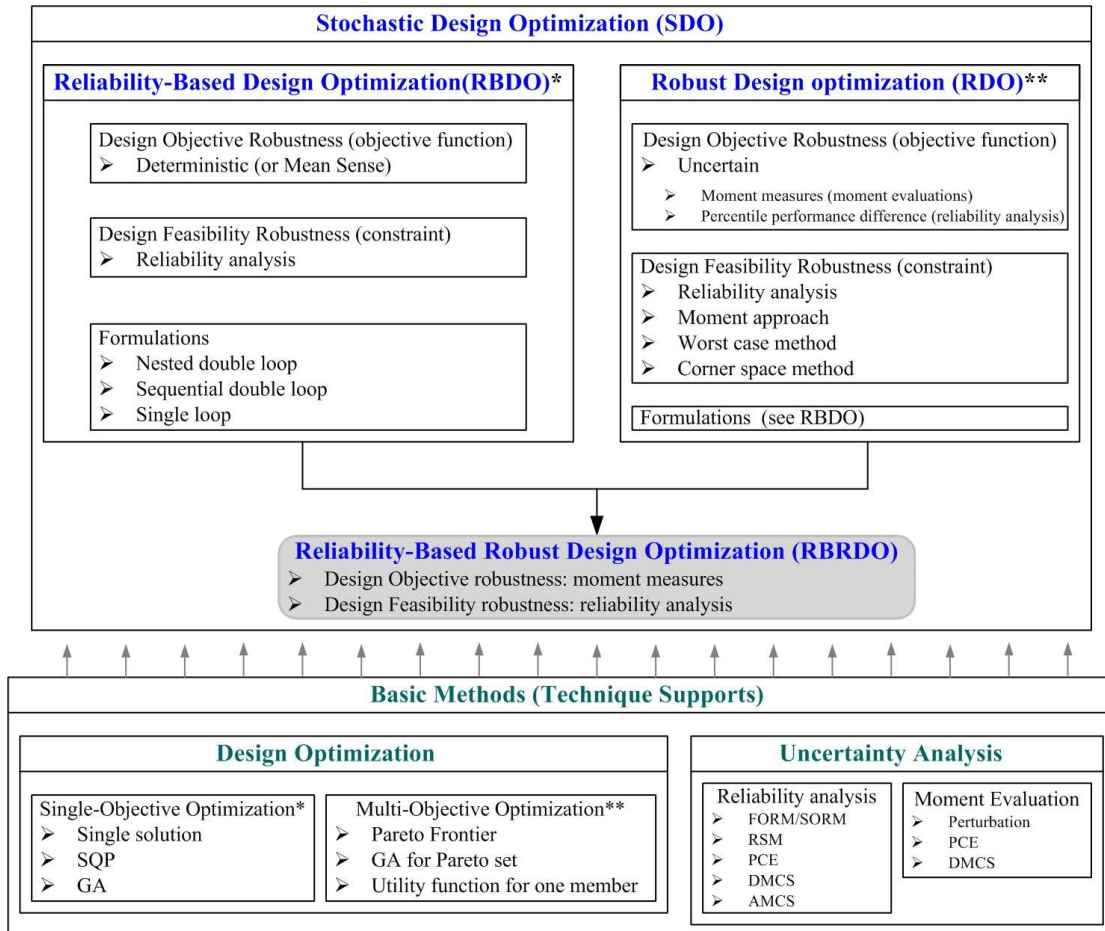 Stochastic Design Optimization (SDO)
Reliability-Based Design Optimization(RBDO)*
Design Objective Robustness (objective function)
➢ Deterministic (or Mean Sense)
Design Feasibility Robustness (constraint)
➢ Reliability analysis
Formulations
➢ Nested double loop
➢ Sequential double loop
➢ Single loop
Robust Design optimization (RDO)**
Design Objective Robustness (objective function)
➢ Uncertain
➢ Moment measures (moment evaluations)
➢ Percentile performance difference (reliability analysis)
Design Feasibility Robustness (constraint)
➢ Reliability analysis
➢ Moment approach
➢ Worst case method
➢ Corner space method
Formulations (see RBDO)
Reliability-Based Robust Design Optimization (RBRDO)
➢ Design Objective robustness: moment measures
➢ Design Feasibility robustness: reliability analysis
Basic Methods (Technique Supports)
Design Optimization
Single-Objective Optimization*
➢ Single solution
➢ SQP
➢ GA
Multi-Objective Optimization**
➢ Pareto Frontier
➢ GA for Pareto set
➢ Utility function for one member
Uncertainty Analysis
Reliability analysis
➢ FORM/SORM
➢ RSM
➢ PCE
➢ DMCS
➢ AMCS
Moment Evaluation
➢ Perturbation
➢ PCE
➢ DMCS